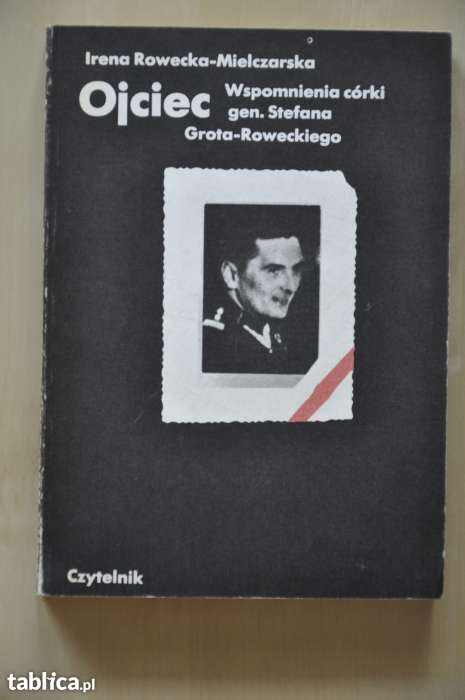 Irena Rowecka-Mielczarska
Ojciec
Wspomnienia córki
gen. Stefana
Grota-Roweckiego
Czytelnik
tablica.pl